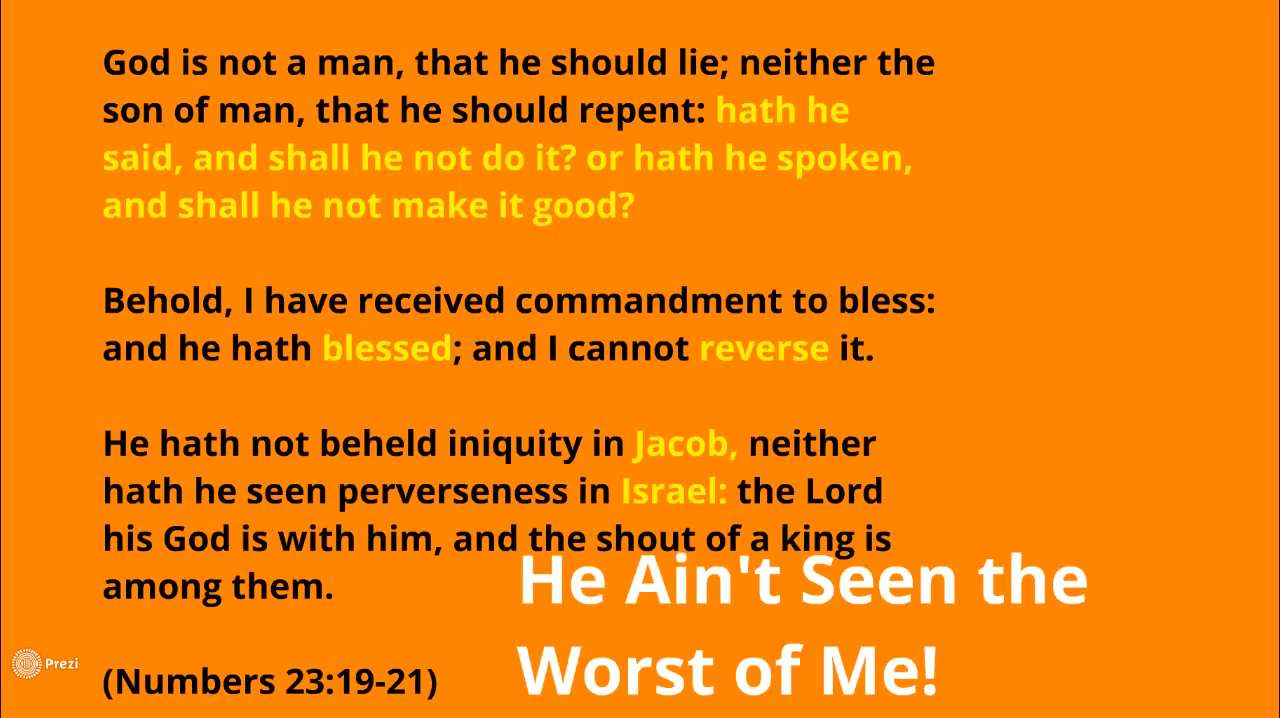 God is not a man, that he should lie; neither the
son of man, that he should repent: hath he
said, and shall he not do it? or hath he spoken,
and shall he not make it good?
Behold, I have received commandment to bless:
and he hath blessed; and I cannot reverse it.
He hath not beheld iniquity in Jacob, neither
hath he seen perverseness in Israel: the Lord
his God is with him, and the shout of a king is
among them.
(Numbers 23:19-21)
He Ain't Seen the
Worst of Me!
Prezi